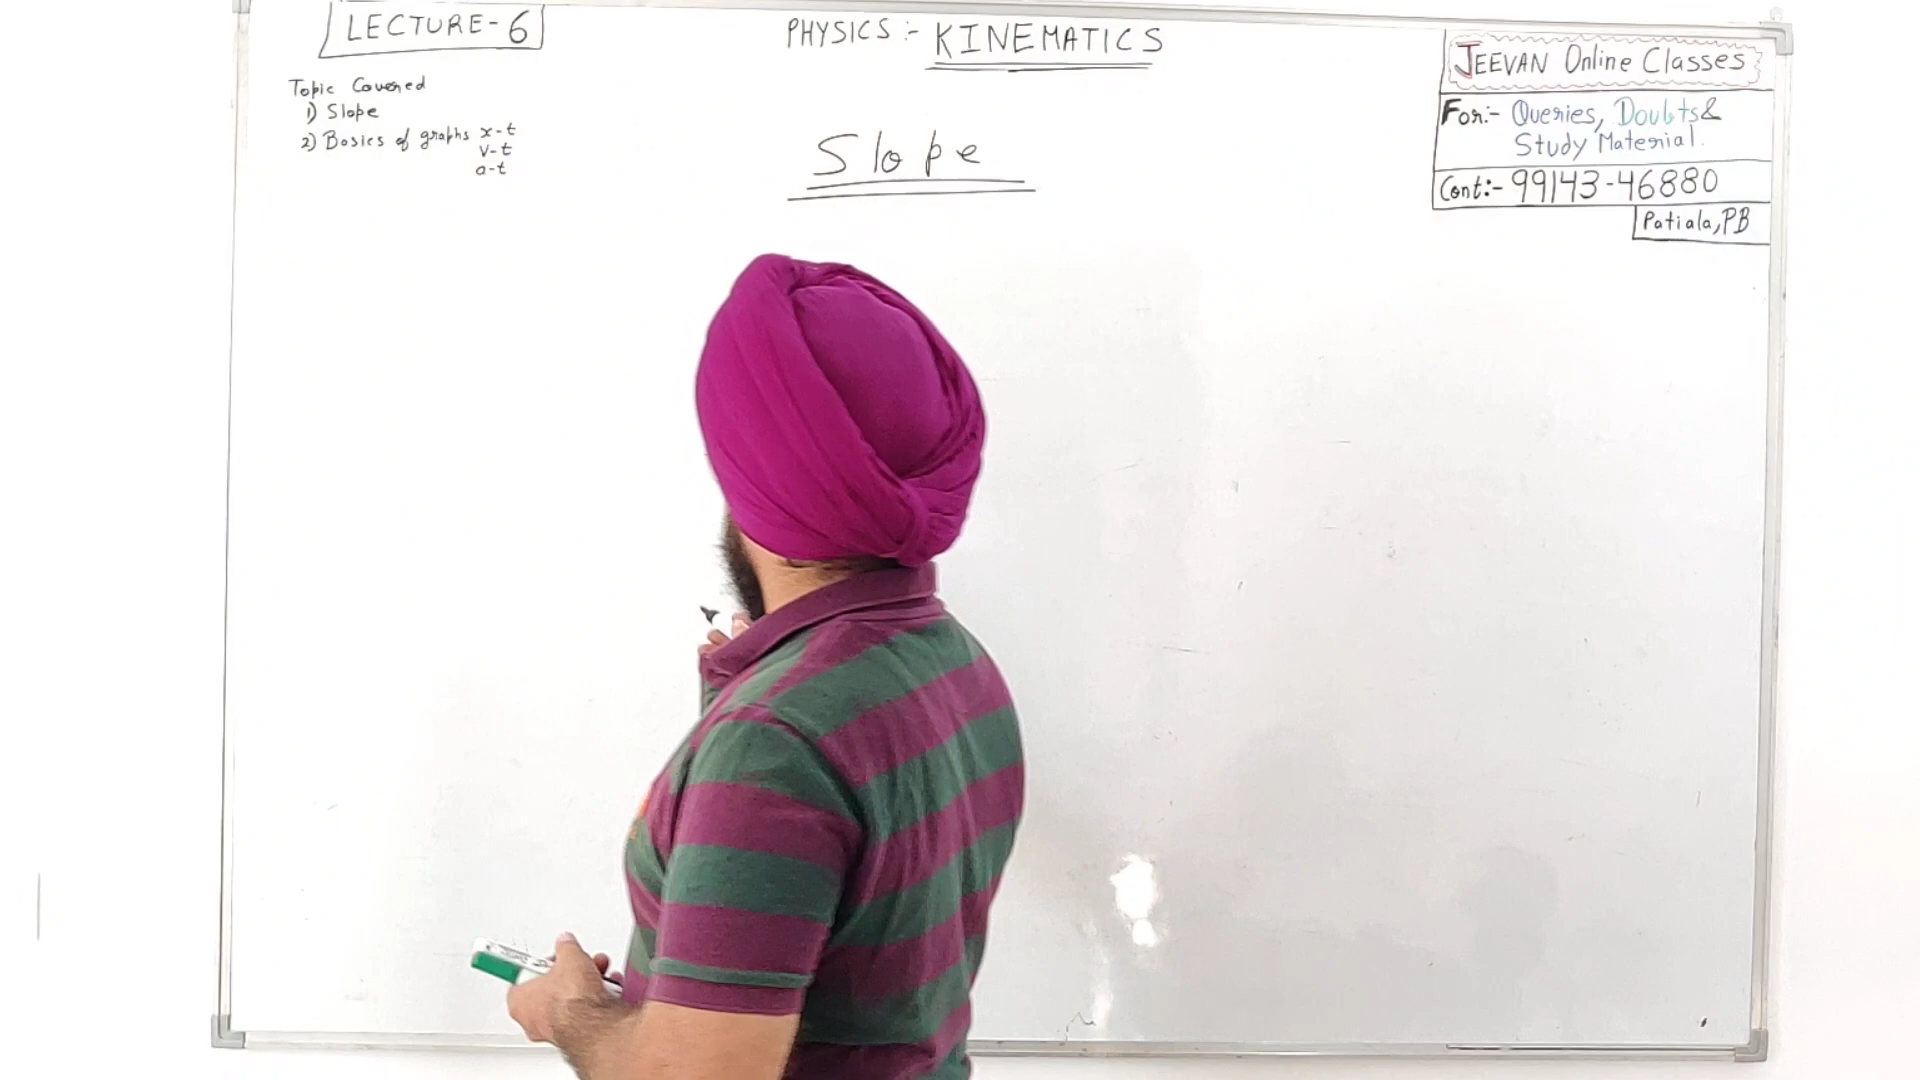 LECTURE-6
PHYSICS:- KINEMATICS
Topic Covered
1) Slope
2) Basics of graphs x-t
v-t
a-t
Slope
JEEVAN Online Classes
For:- Queries, Doubts &
Study Material.
Cont:- 99143-46880
Patiala, PB